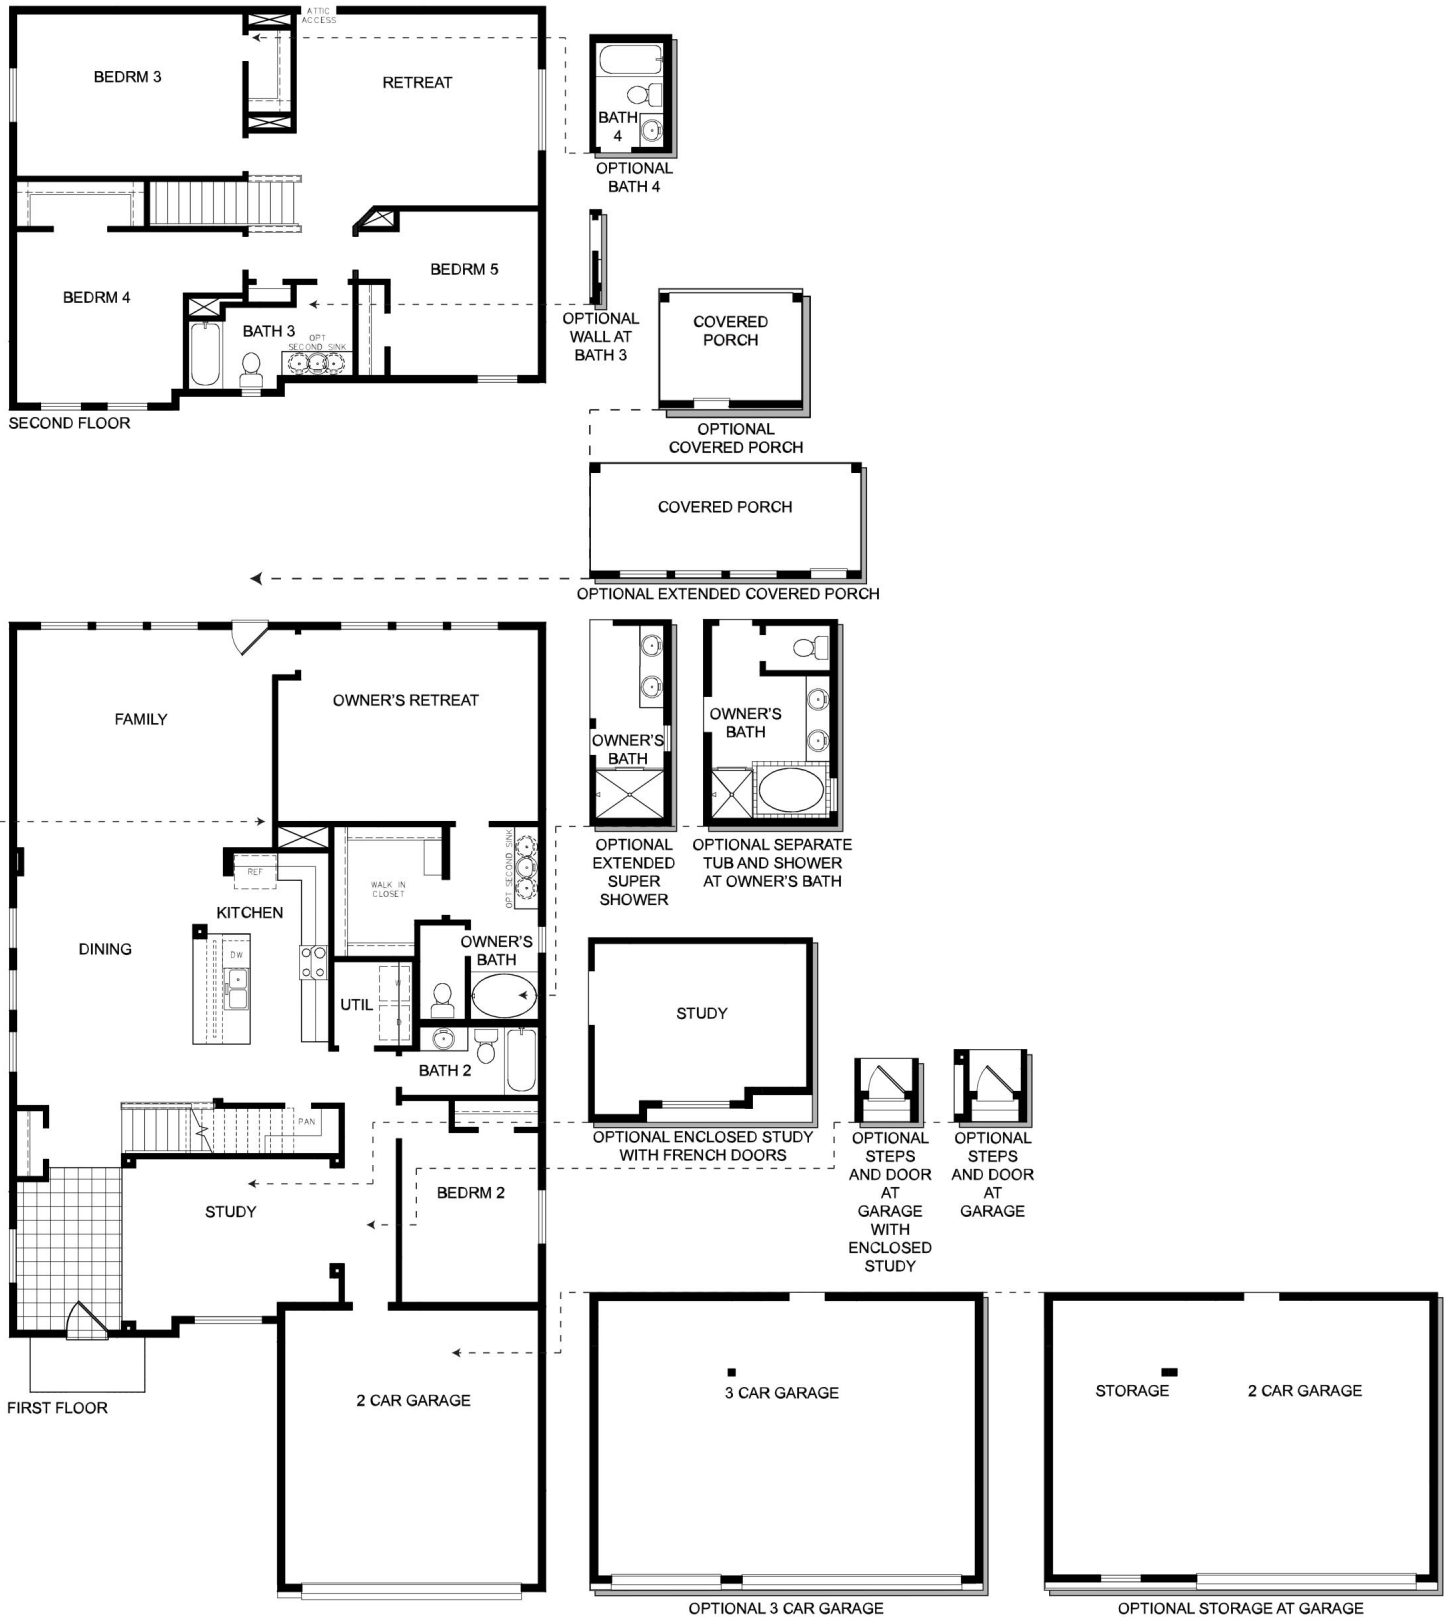 ATTIC
ACCESS
BEDRM 3
RETREAT
BATH
4
OPTIONAL
BATH 4
BEDRM 4
BEDRM 5
BATH 3
OPT
SECOND SINK
OPTIONAL
WALL AT
BATH 3
COVERED
PORCH
SECOND FLOOR
OPTIONAL
COVERED PORCH
COVERED PORCH
OPTIONAL EXTENDED COVERED PORCH
FAMILY
OWNER'S RETREAT
OWNER'S
BATH
OWNER'S
BATH
OPTIONAL
EXTENDED
SUPER
SHOWER
OPTIONAL SEPARATE
TUB AND SHOWER
AT OWNER'S BATH
REF
WALK IN
CLOSET
OPT SECOND SINK
KITCHEN
DINING
DW
OWNER'S
BATH
UTIL
W
D
STUDY
BATH 2
PAN
OPTIONAL ENCLOSED STUDY
WITH FRENCH DOORS
OPTIONAL
STEPS
AND DOOR
AT
GARAGE
WITH
ENCLOSED
STUDY
OPTIONAL
STEPS
AND DOOR
AT
GARAGE
STUDY
BEDRM 2
2 CAR GARAGE
3 CAR GARAGE
STORAGE
2 CAR GARAGE
FIRST FLOOR
OPTIONAL 3 CAR GARAGE
OPTIONAL STORAGE AT GARAGE